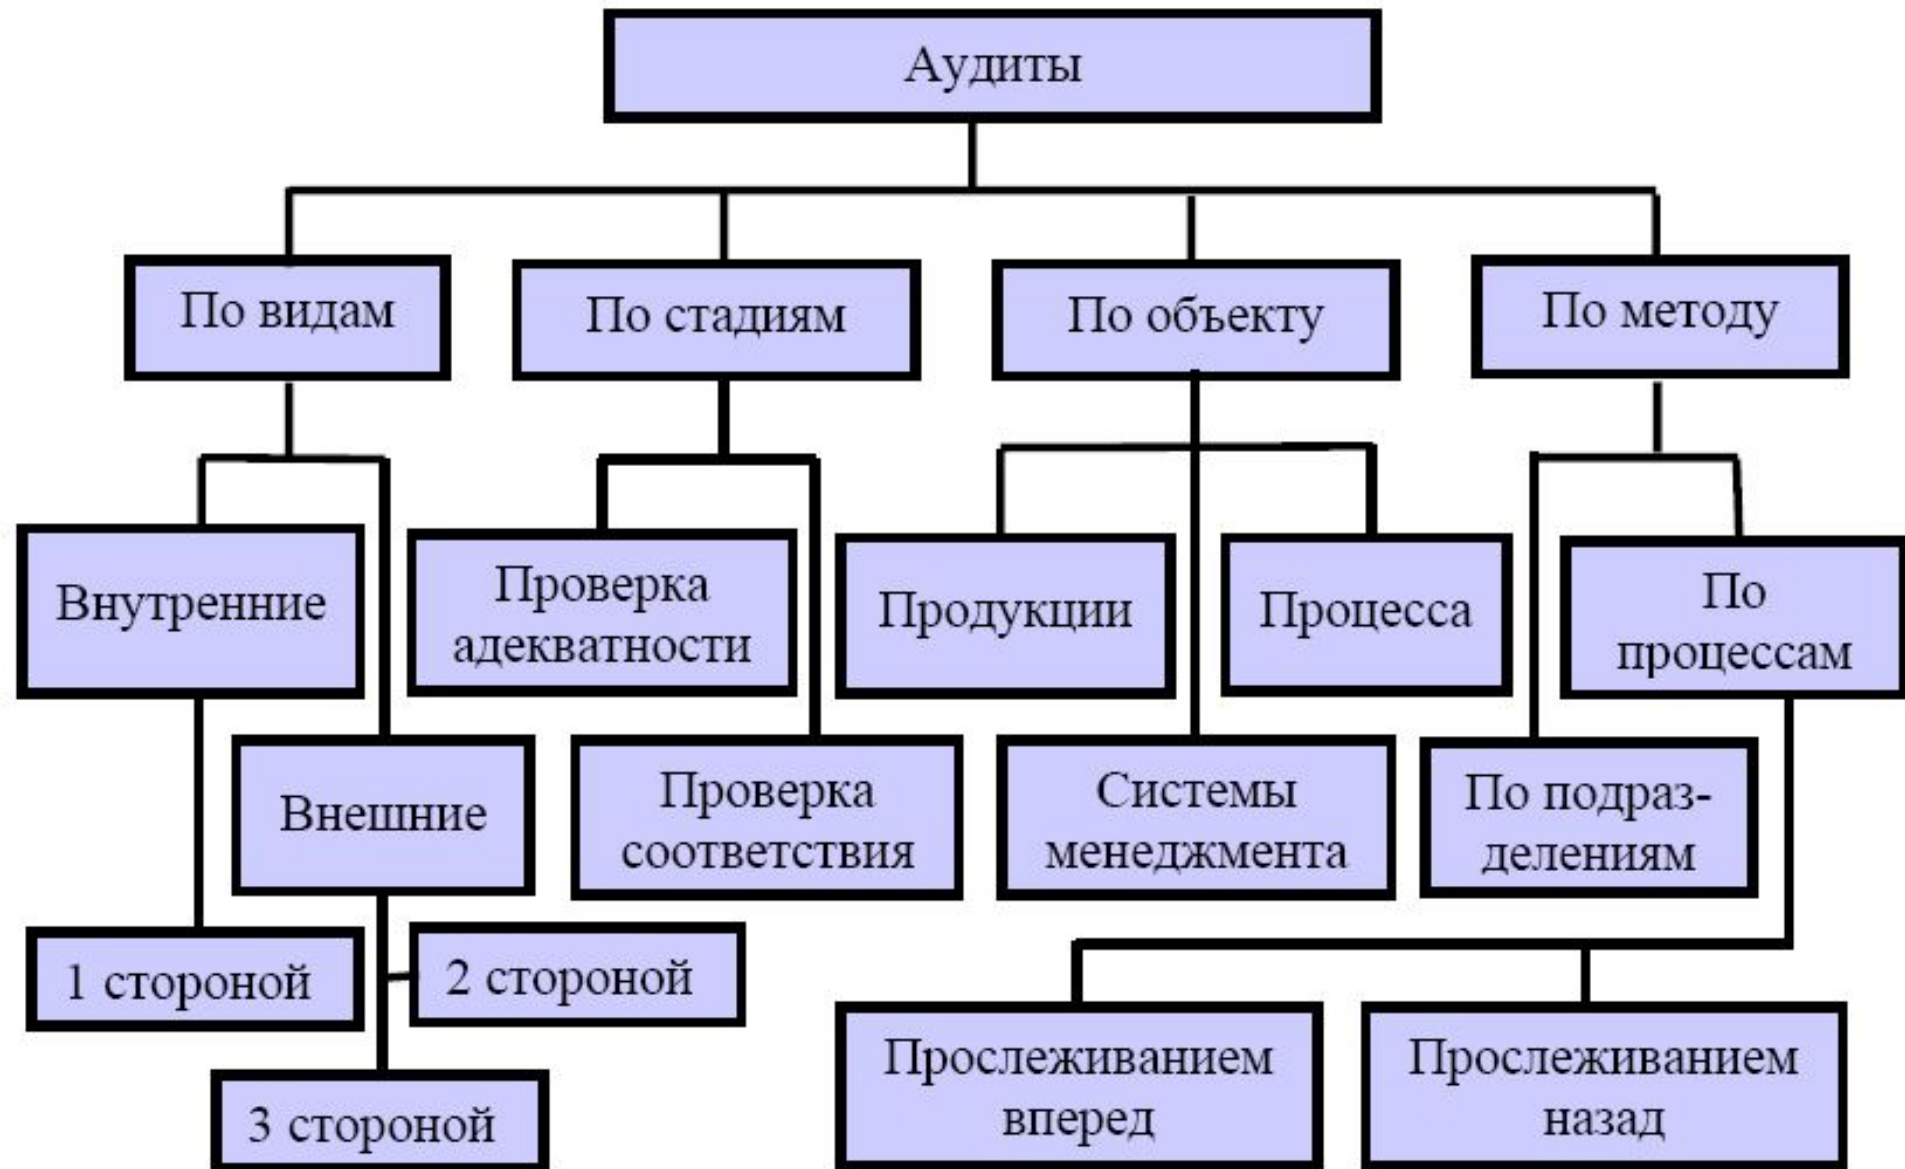 Аудиты
По видам
По стадиям
По объекту
По методу
Внутренние
Проверка
адекватности
Продукции
Процесса
По
процессам
Внешние
Проверка
соответствия
Системы
менеджмента
По подраз-
делениям
1 стороной
2 стороной
3 стороной
Прослеживанием
вперед
Прослеживанием
назад